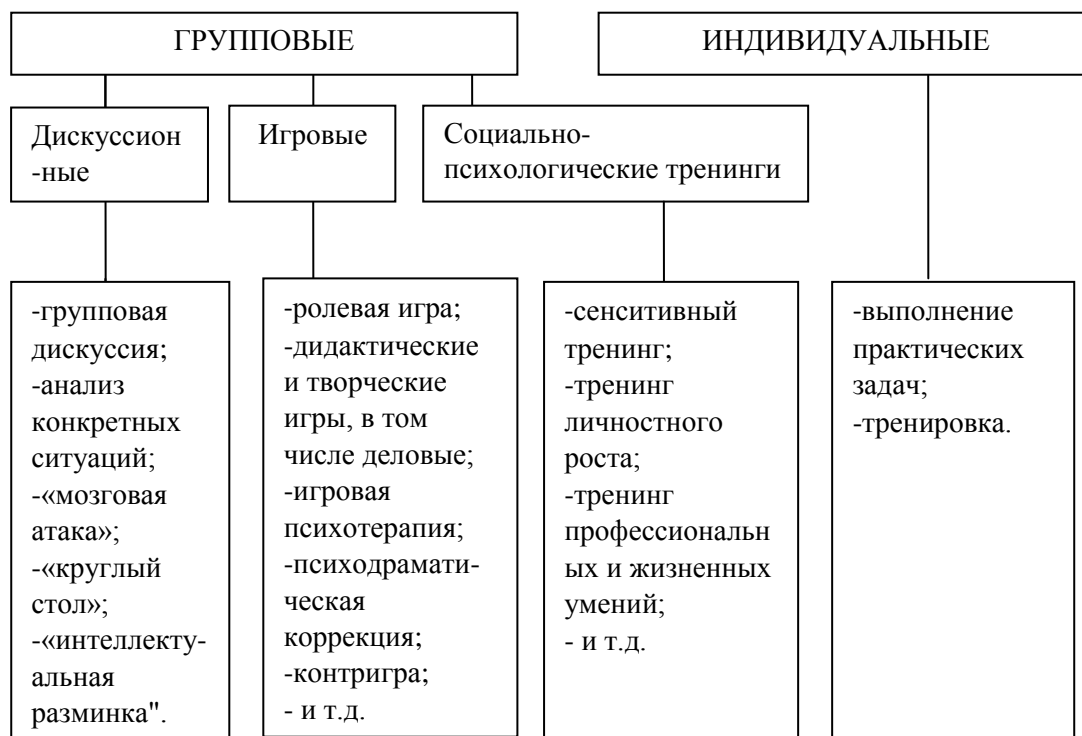 ГРУППОВЫЕ
ИНДИВИДУАЛЬНЫЕ
Дискуссион
-ные
Игровые
Социально-
психологические тренинги
-групповая
дискуссия;
-анализ
конкретных
ситуаций;
-«мозговая
атака»;
-«круглый
стол»;
-«интеллекту-
альная
разминка".
-ролевая игра;
-дидактические
и творческие
игры, в том
числе деловые;
-игровая
психотерапия;
-психодрамати-
ческая
коррекция;
-контригра;
- и т.д.
-сенситивный
тренинг;
-тренинг
личностного
роста;
-тренинг
профессиональн
ых и жизненных
умений;
- и т.д.
-выполнение
практических
задач;
-тренировка.